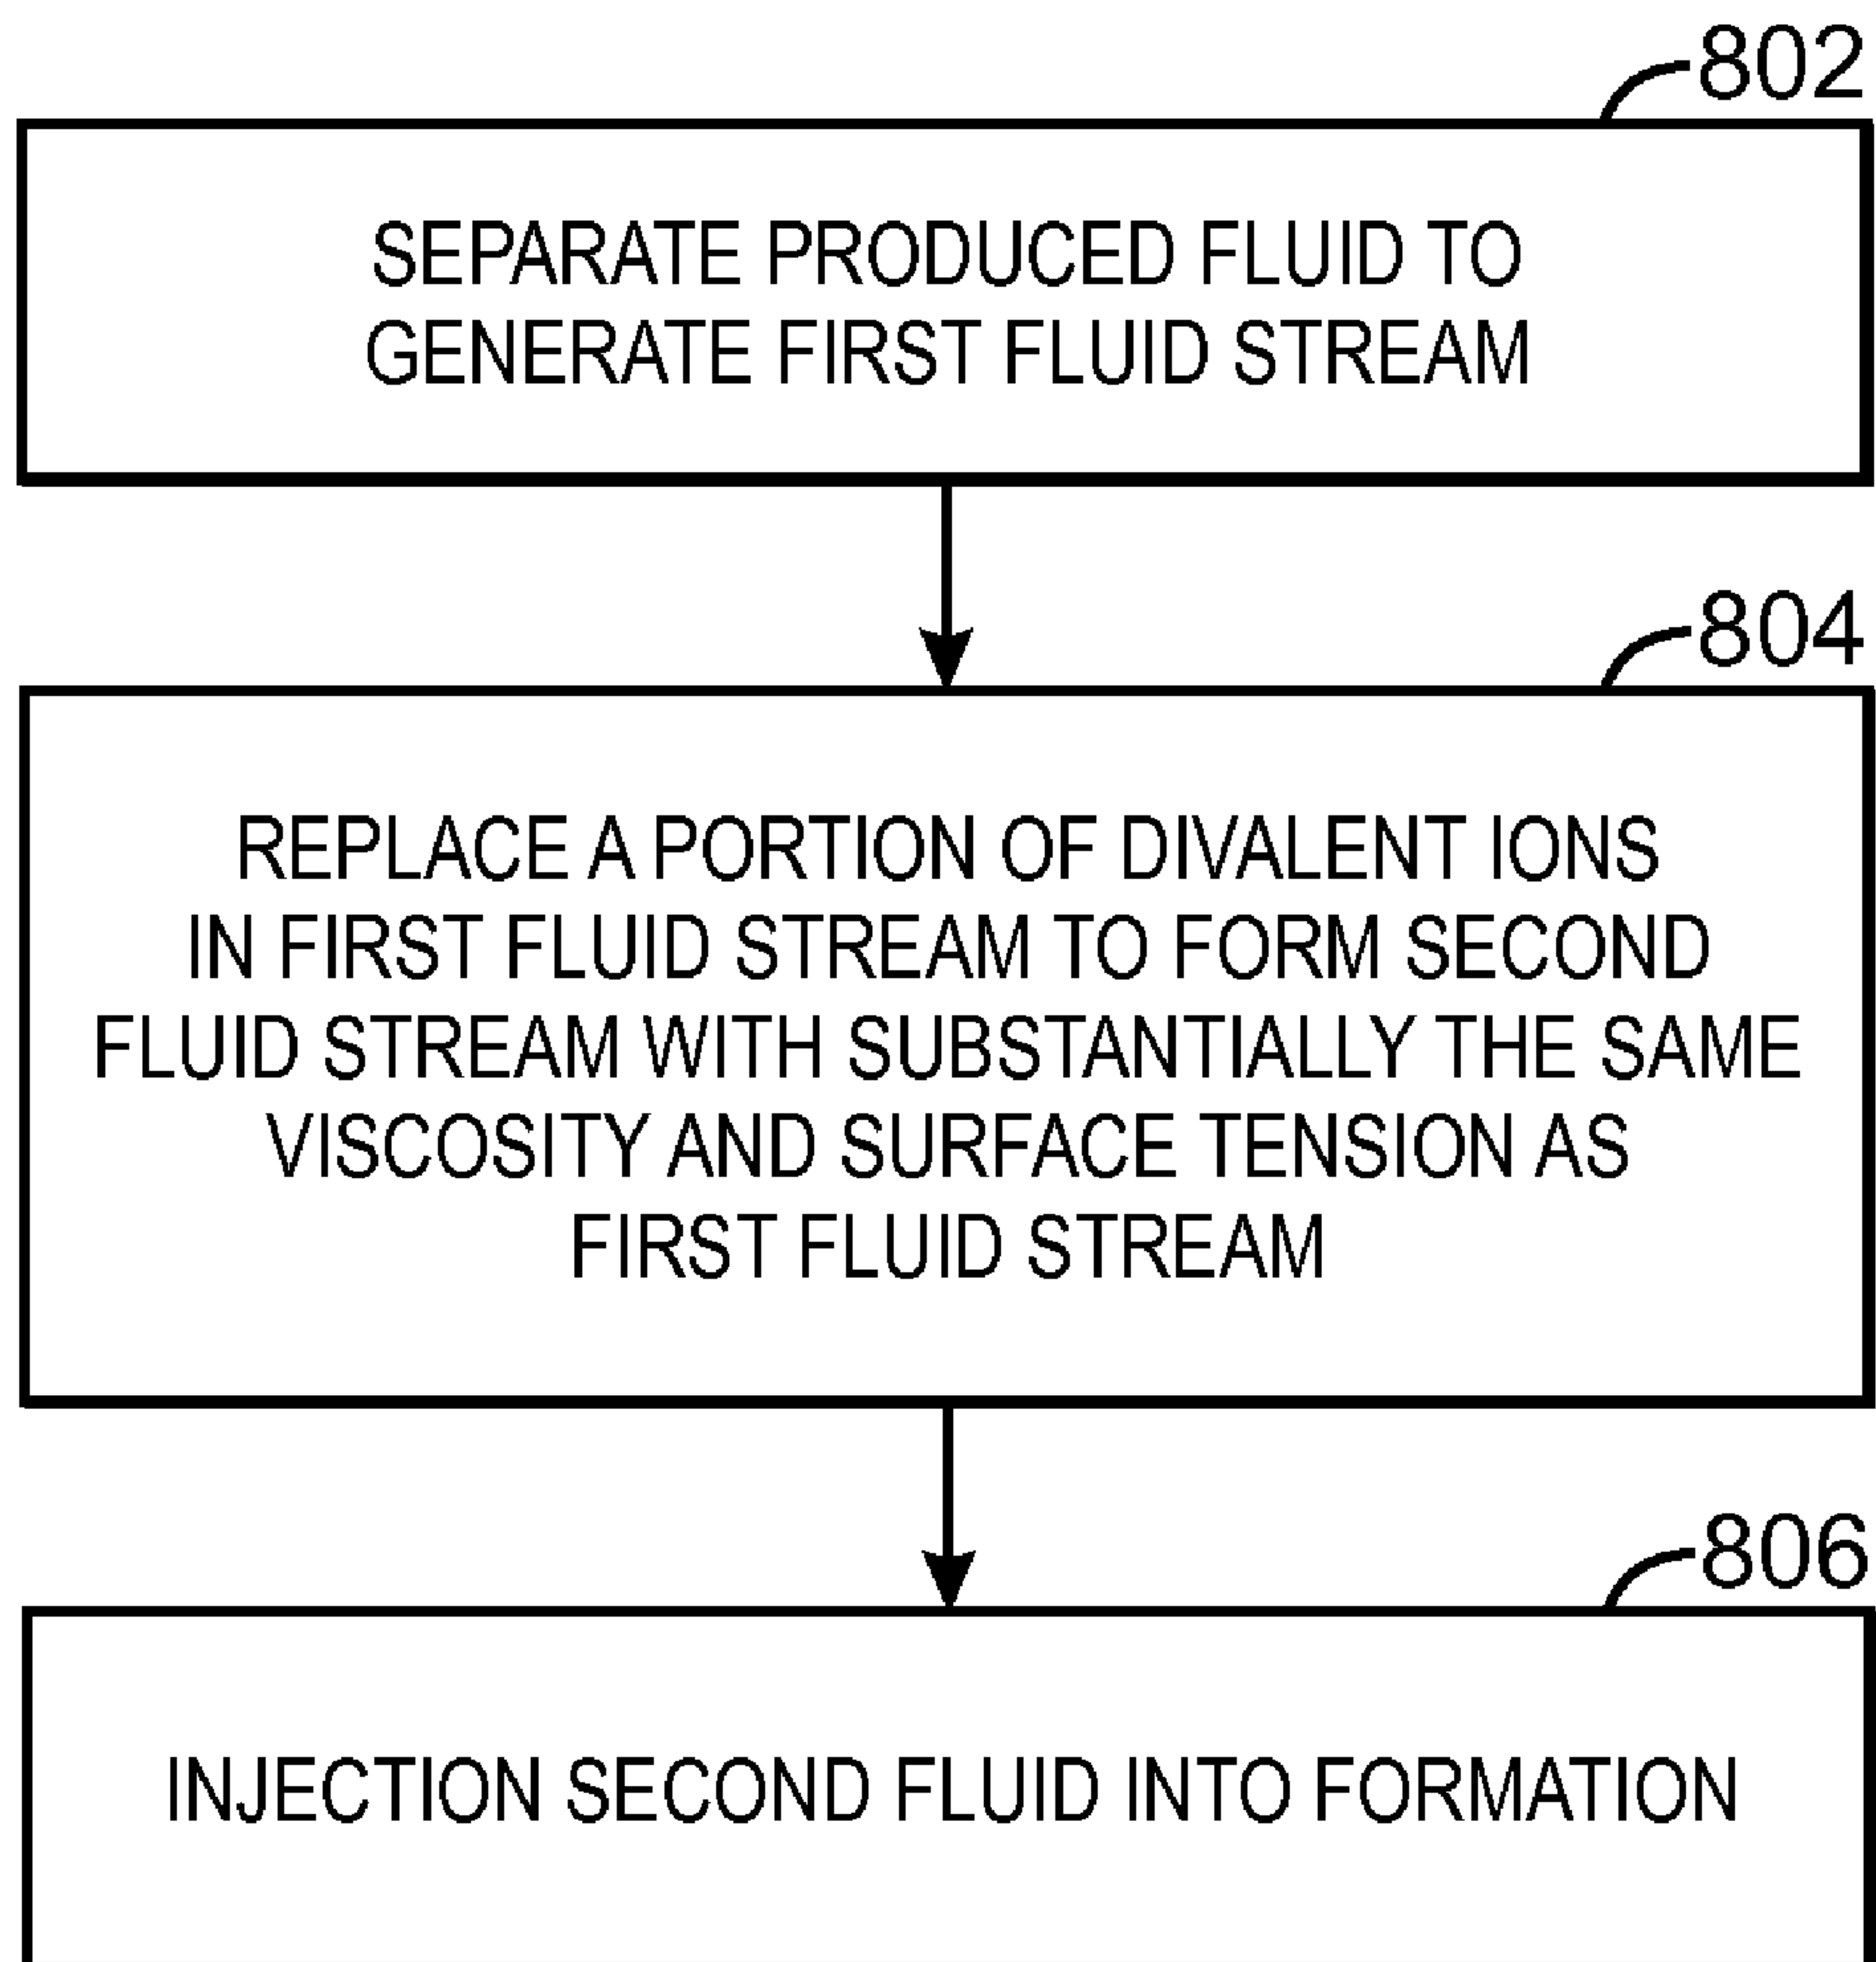 802
SEPARATE PRODUCED FLUID TO
GENERATE FIRST FLUID STREAM
804
REPLACE A PORTION OF DIVALENT IONS
IN FIRST FLUID STREAM TO FORM SECOND
FLUID STREAM WITH SUBSTANTIALLY THE SAME
VISCOSITY AND SURFACE TENSION AS
FIRST FLUID STREAM
806
INJECTION SECOND FLUID INTO FORMATION